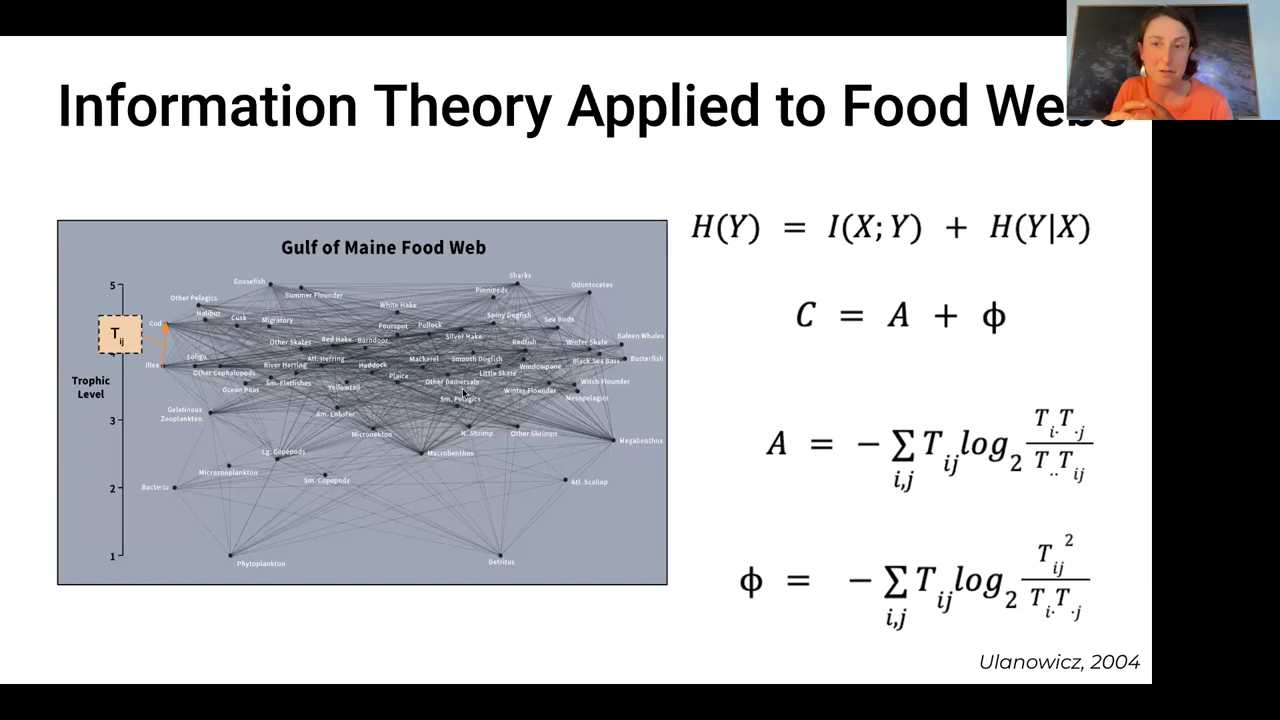 Information Theory Applied to Food Webs
Gulf of Maine Food Web
H(Y) = I(X;Y) + H(Y|X)
C = A + ϕ
A = − ∑ i,j T ij log 2 T i. T .j / T .. T ij
ϕ = − ∑ i,j T ij log 2 T ij 2 / T i. T .j
Ulanowicz, 2004
Trophic
Level
5
T ij
3
2
1
Sharks
Goosefish
Odontocetes
Summer Flounder
Pinnipeds
Other Pelagics
White Hake
Halibut
Cusk
Migratory
Spiny Dogfish
Sea Birds
Cod
Fourspot
Pollock
Silver Hake
Baleen Whales
Other Skates
Red Hake
Barndoor
Redfish
Winter Skate
Loligo
Atl. Herring
Mackerel
Smooth Dogfish
Black Sea Bass
Butterfish
Illex
River Herring
Haddock
Windowpane
Other Cephalopods
Little Skate
Plaice
Sm. Flatfishes
Other Demersals
Witch Flounder
Ocean Pout
Yellowtail
Winter Flounder
Mesopelagics
Sm. Pelagics
Gelatinous
Zooplankton
Am. Lobster
Micronekton
N. Shrimp
Other Shrimps
Megabenthos
Lg. Copepods
Macrobenthos
Microzooplankton
Sm. Copepods
Atl. Scallop
Bacteria
Phytoplankton
Detritus